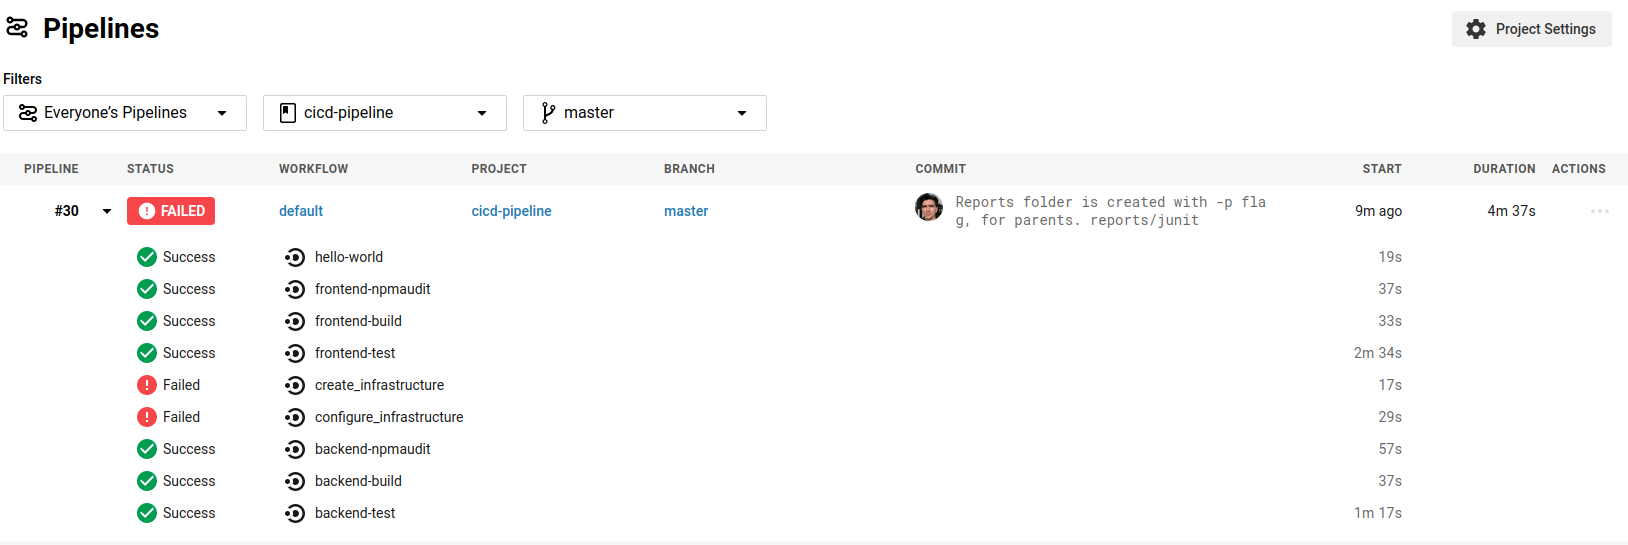 Pipelines
Project Settings
Filters
Everyone's Pipelines cicd-pipeline master
PIPELINE STATUS WORKFLOW PROJECT BRANCH COMMIT START DURATION ACTIONS
#30 FAILED default cicd-pipeline master Reports folder is created with -p fla 9m ago 4m 37s
g, for parents. reports/junit
Success hello-world 19s
Success frontend-npmaudit 37s
Success frontend-build 33s
Success frontend-test 2m 34s
Failed create_infrastructure 17s
Failed configure_infrastructure 29s
Success backend-npmaudit 57s
Success backend-build 37s
Success backend-test 1m 17s